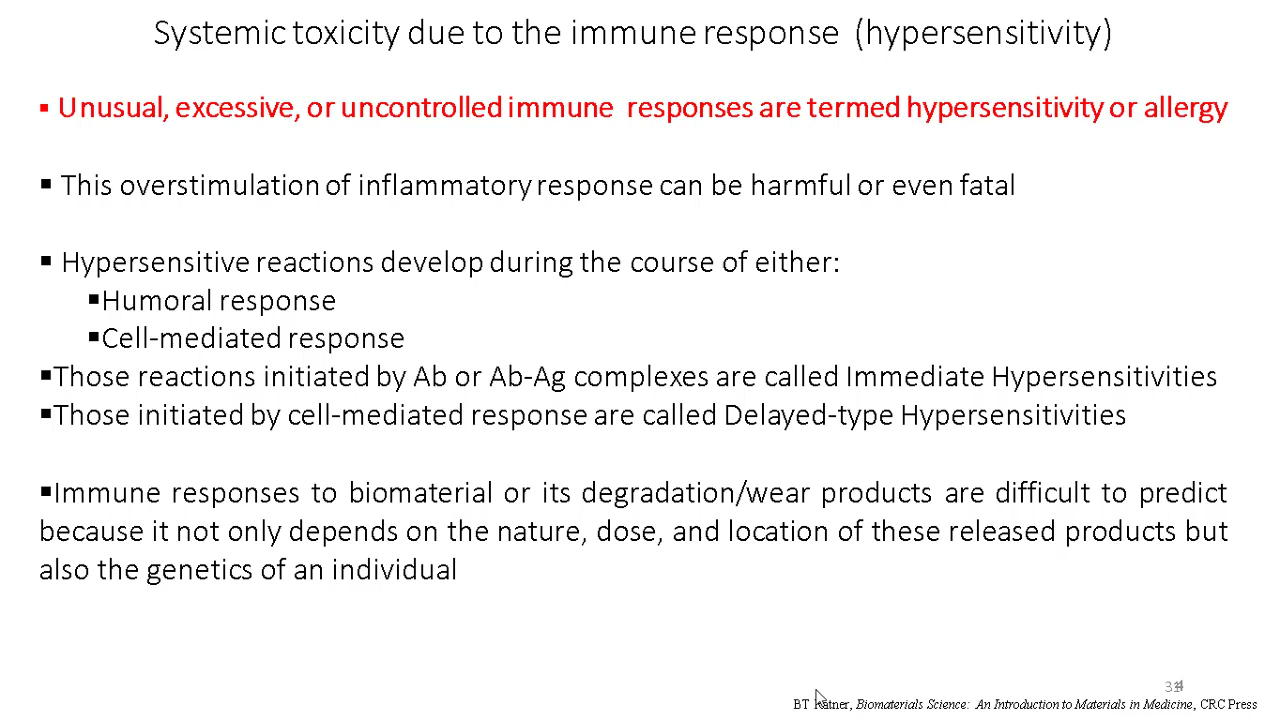 Systemic toxicity due to the immune response (hypersensitivity)
▪ Unusual, excessive, or uncontrolled immune responses are termed hypersensitivity or allergy
▪ This overstimulation of inflammatory response can be harmful or even fatal
▪ Hypersensitive reactions develop during the course of either:
▪Humoral response
▪Cell-mediated response
▪Those reactions initiated by Ab or Ab-Ag complexes are called Immediate Hypersensitivities
▪Those initiated by cell-mediated response are called Delayed-type Hypersensitivities
▪Immune responses to biomaterial or its degradation/wear products are difficult to predict
because it not only depends on the nature, dose, and location of these released products but
also the genetics of an individual
BT Ratner, Biomaterials Science: An Introduction to Materials in Medicine, CRC Press